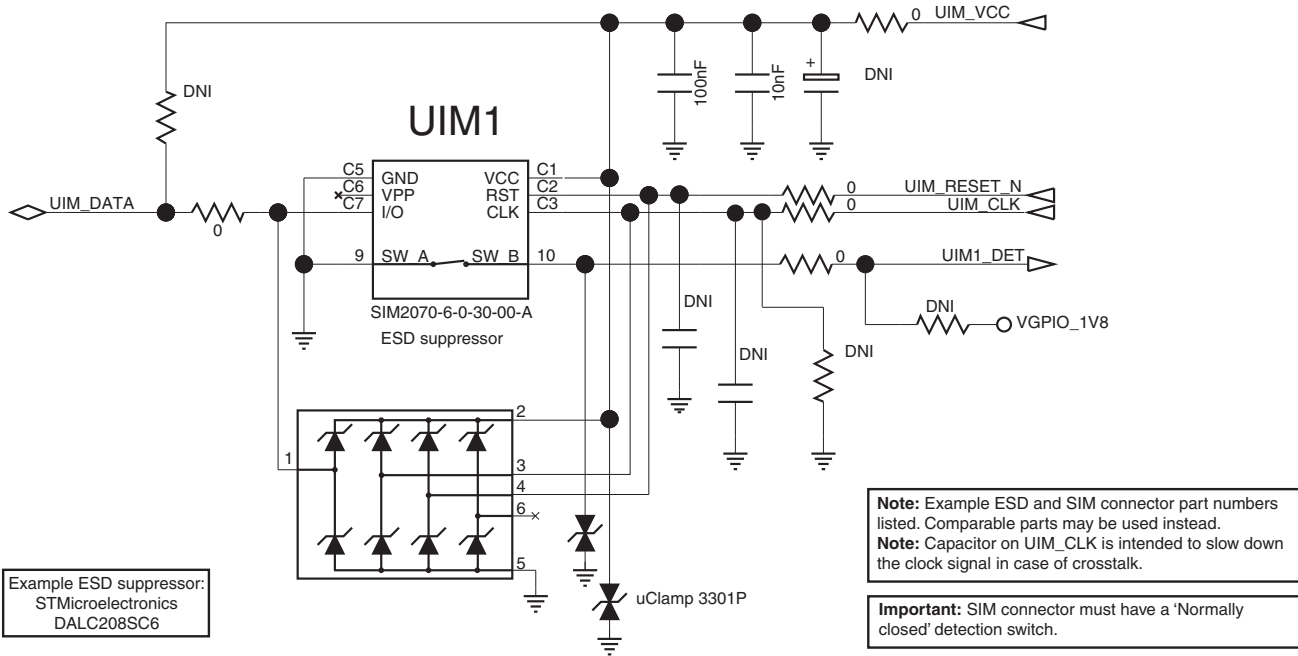 0 UIM_VCC
DNI
100nF
10nF
+
DNI
UIM1
C5 GND VCC C1
C6 VPP RST C2
C7 I/O CLK C3
UIM_DATA
0
0 UIM_RESET_N
0 UIM_CLK
9 SW_A SW_B 10
0 UIM1_DET
SIM2070-6-0-30-00-A
ESD suppressor
DNI
DNI
DNI
DNI
VGPIO_1V8
1
2
3
4
6
5
uClamp 3301P
Example ESD suppressor:
STMicroelectronics
DALC208SC6
Note: Example ESD and SIM connector part numbers
listed. Comparable parts may be used instead.
Note: Capacitor on UIM_CLK is intended to slow down
the clock signal in case of crosstalk.
Important: SIM connector must have a ‘Normally
closed’ detection switch.